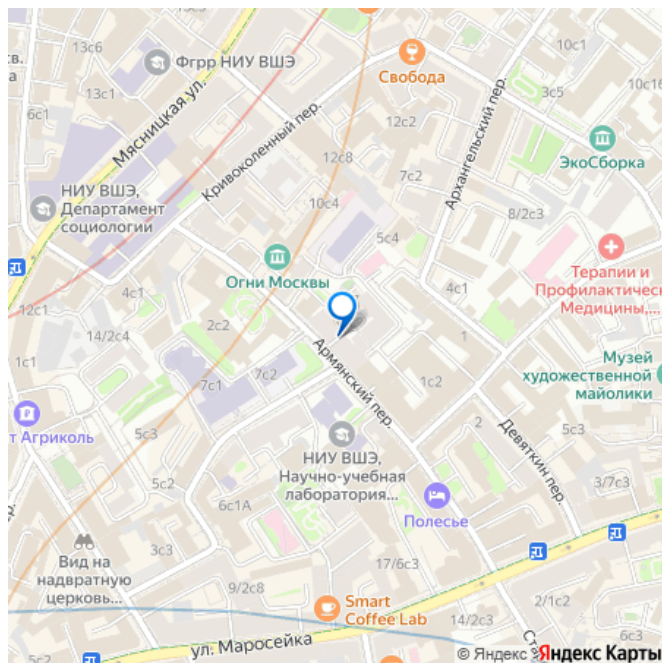 13с6
10с1
Фгрр НИУ ВШЭ
св.
13с1
Свобода
6с1
Мясницкая ул.
3с5
12с2
Архангельский пер.
ЭкоСборка
Кривоколенный пер.
12с8
7с2
НИУ ВШЭ,
Департамент
социологии
10с4
8/2с3
5с4
Огни Москвы
Терапии и
Профилактичес
Медицины,...
4с1
4с1
14/2с4
2с2
1
1с1
Армянский пер.
Музей
художественной
майолики
7с1
7с2
1с2
т Агриколь
5с3
2
Девяткин пер.
5с3
НИУ ВШЭ,
Научно-учебная
лаборатория...
5с2
3/7с3
6с1А
Полесье
3с3
Вид на
надвратную
церковь...
17/6с3
9/2с8
Smart
Coffee Lab
2/1с2
14/2с3
ул. Маросейка
© Яндекс
Яндекс Карты